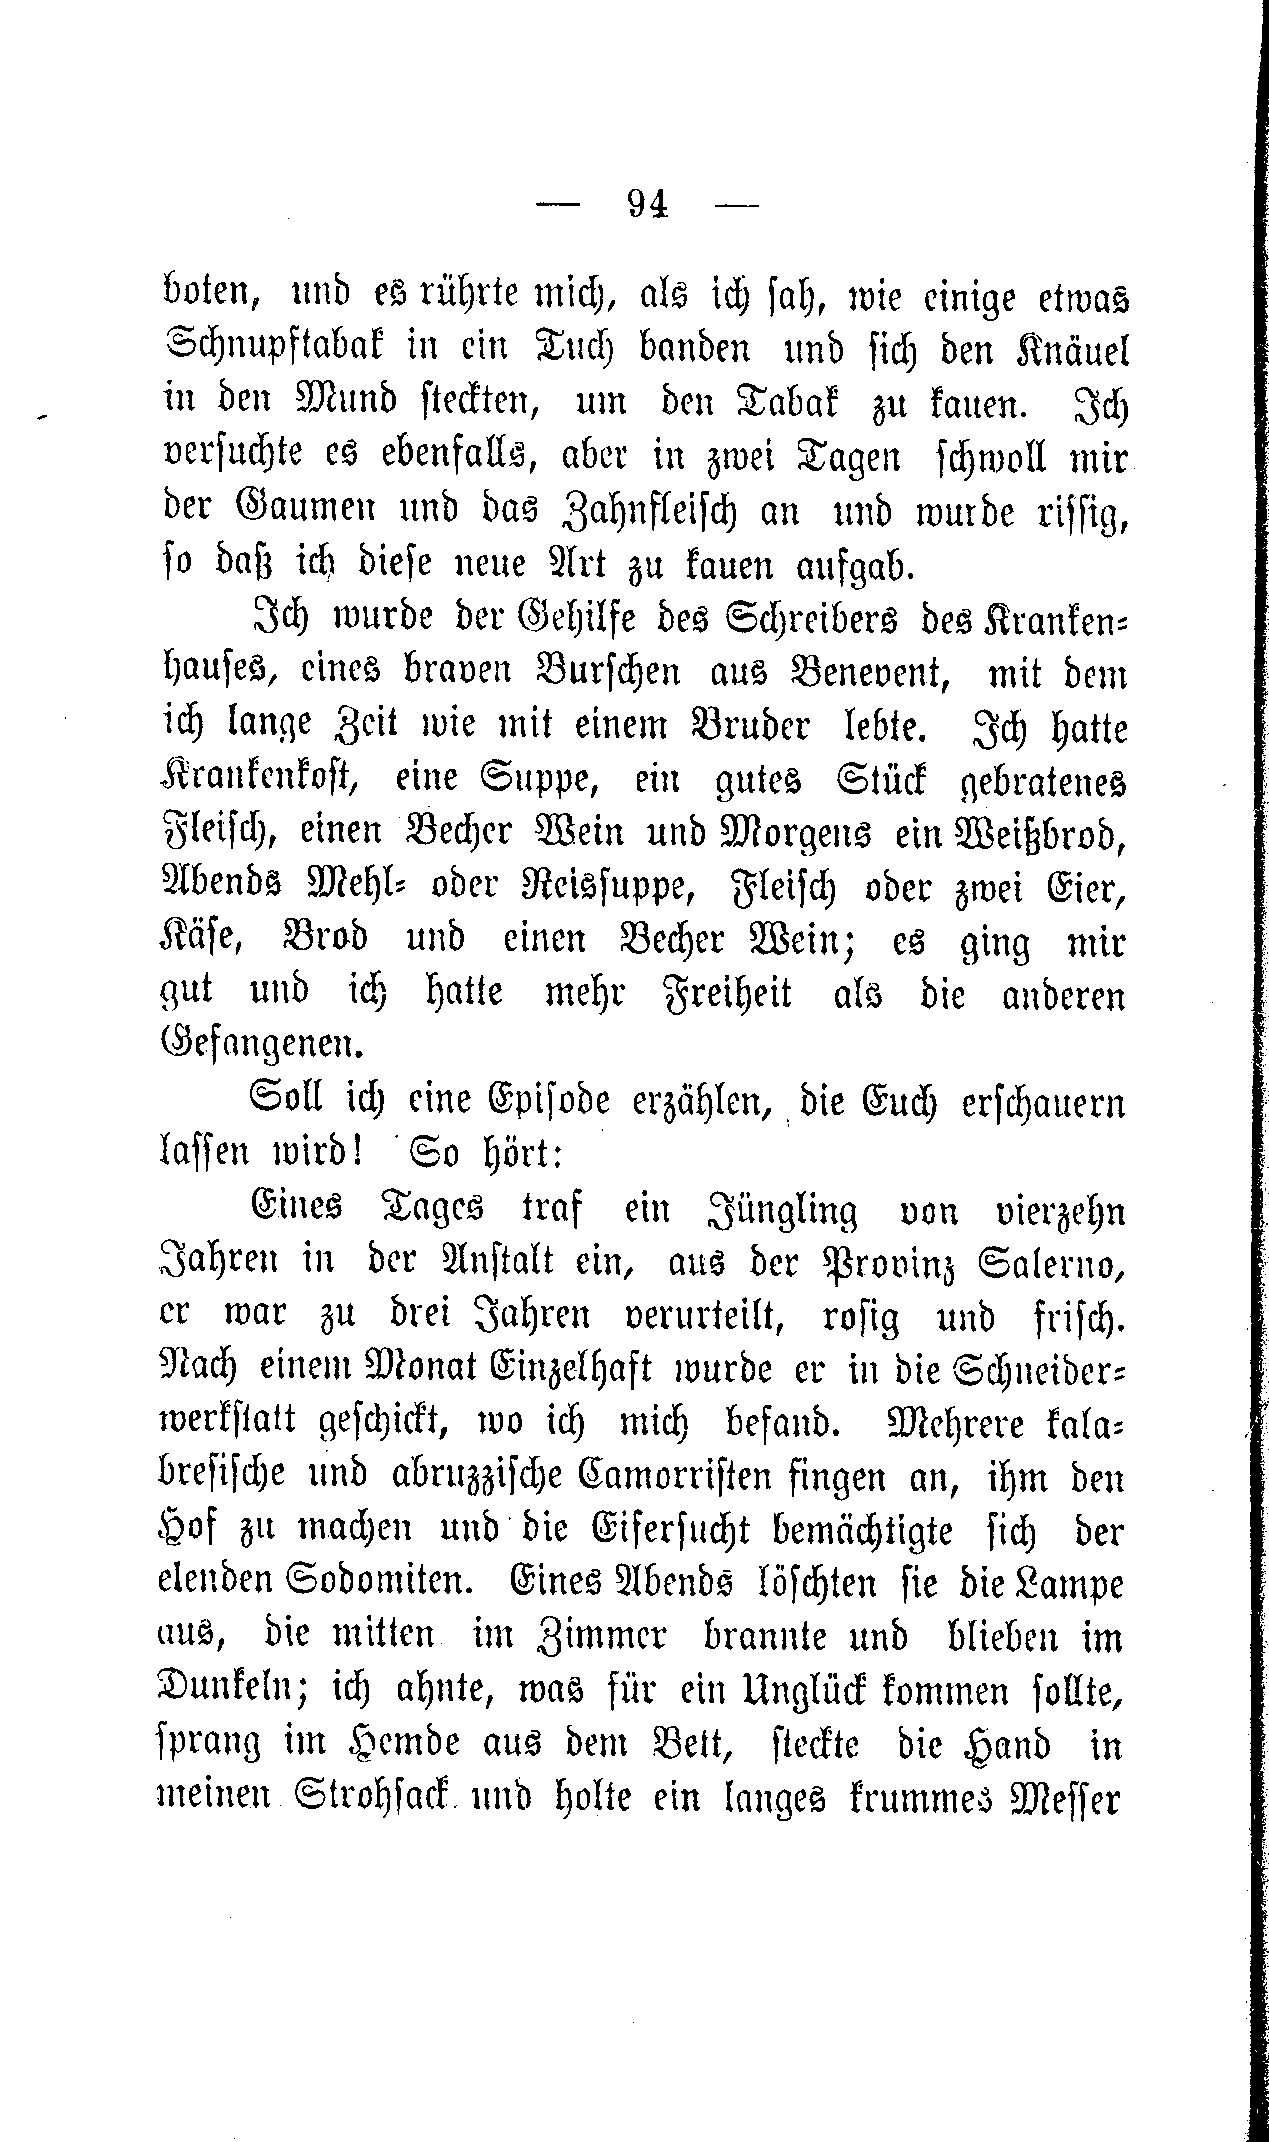 — 94 —
boten, und es rührte mich, als ich sah, wie einige etwas
Schnupftabak in ein Tuch banden und sich den Knäuel
in den Mund steckten, um den Tabak zu kauen. Ich
versuchte es ebenfalls, aber in zwei Tagen schwoll mir
der Gaumen und das Zahnfleisch an und wurde rissig,
so daß ich diese neue Art zu kauen aufgab.
Ich wurde der Gehilfe des Schreibers des Kranken-
hauses, eines braven Burschen aus Benevent, mit dem
ich lange Zeit wie mit einem Bruder lebte. Ich hatte
Krankenkost, eine Suppe, ein gutes Stück gebratenes
Fleisch, einen Becher Wein und Morgens ein Weißbrod,
Abends Mehl- oder Reissuppe, Fleisch oder zwei Eier,
Käse, Brod und einen Becher Wein; es ging mir
gut und ich hatte mehr Freiheit als die anderen
Gefangenen.
Soll ich eine Episode erzählen, die Euch erschauern
lassen wird! So hört:
Eines Tages traf ein Jüngling von vierzehn
Jahren in der Anstalt ein, aus der Provinz Salerno,
er war zu drei Jahren verurteilt, rosig und frisch.
Nach einem Monat Einzelhaft wurde er in die Schneider-
werkstatt geschickt, wo ich mich befand. Mehrere kala-
bresische und abruzzische Camorristen fingen an, ihm den
Hof zu machen und die Eifersucht bemächtigte sich der
elenden Sodomiten. Eines Abends löschten sie die Lampe
aus, die mitten im Zimmer brannte und blieben im
Dunkeln; ich ahnte, was für ein Unglück kommen sollte,
sprang im Hemde aus dem Bett, steckte die Hand in
meinen Strohsack und holte ein langes krummes Messer